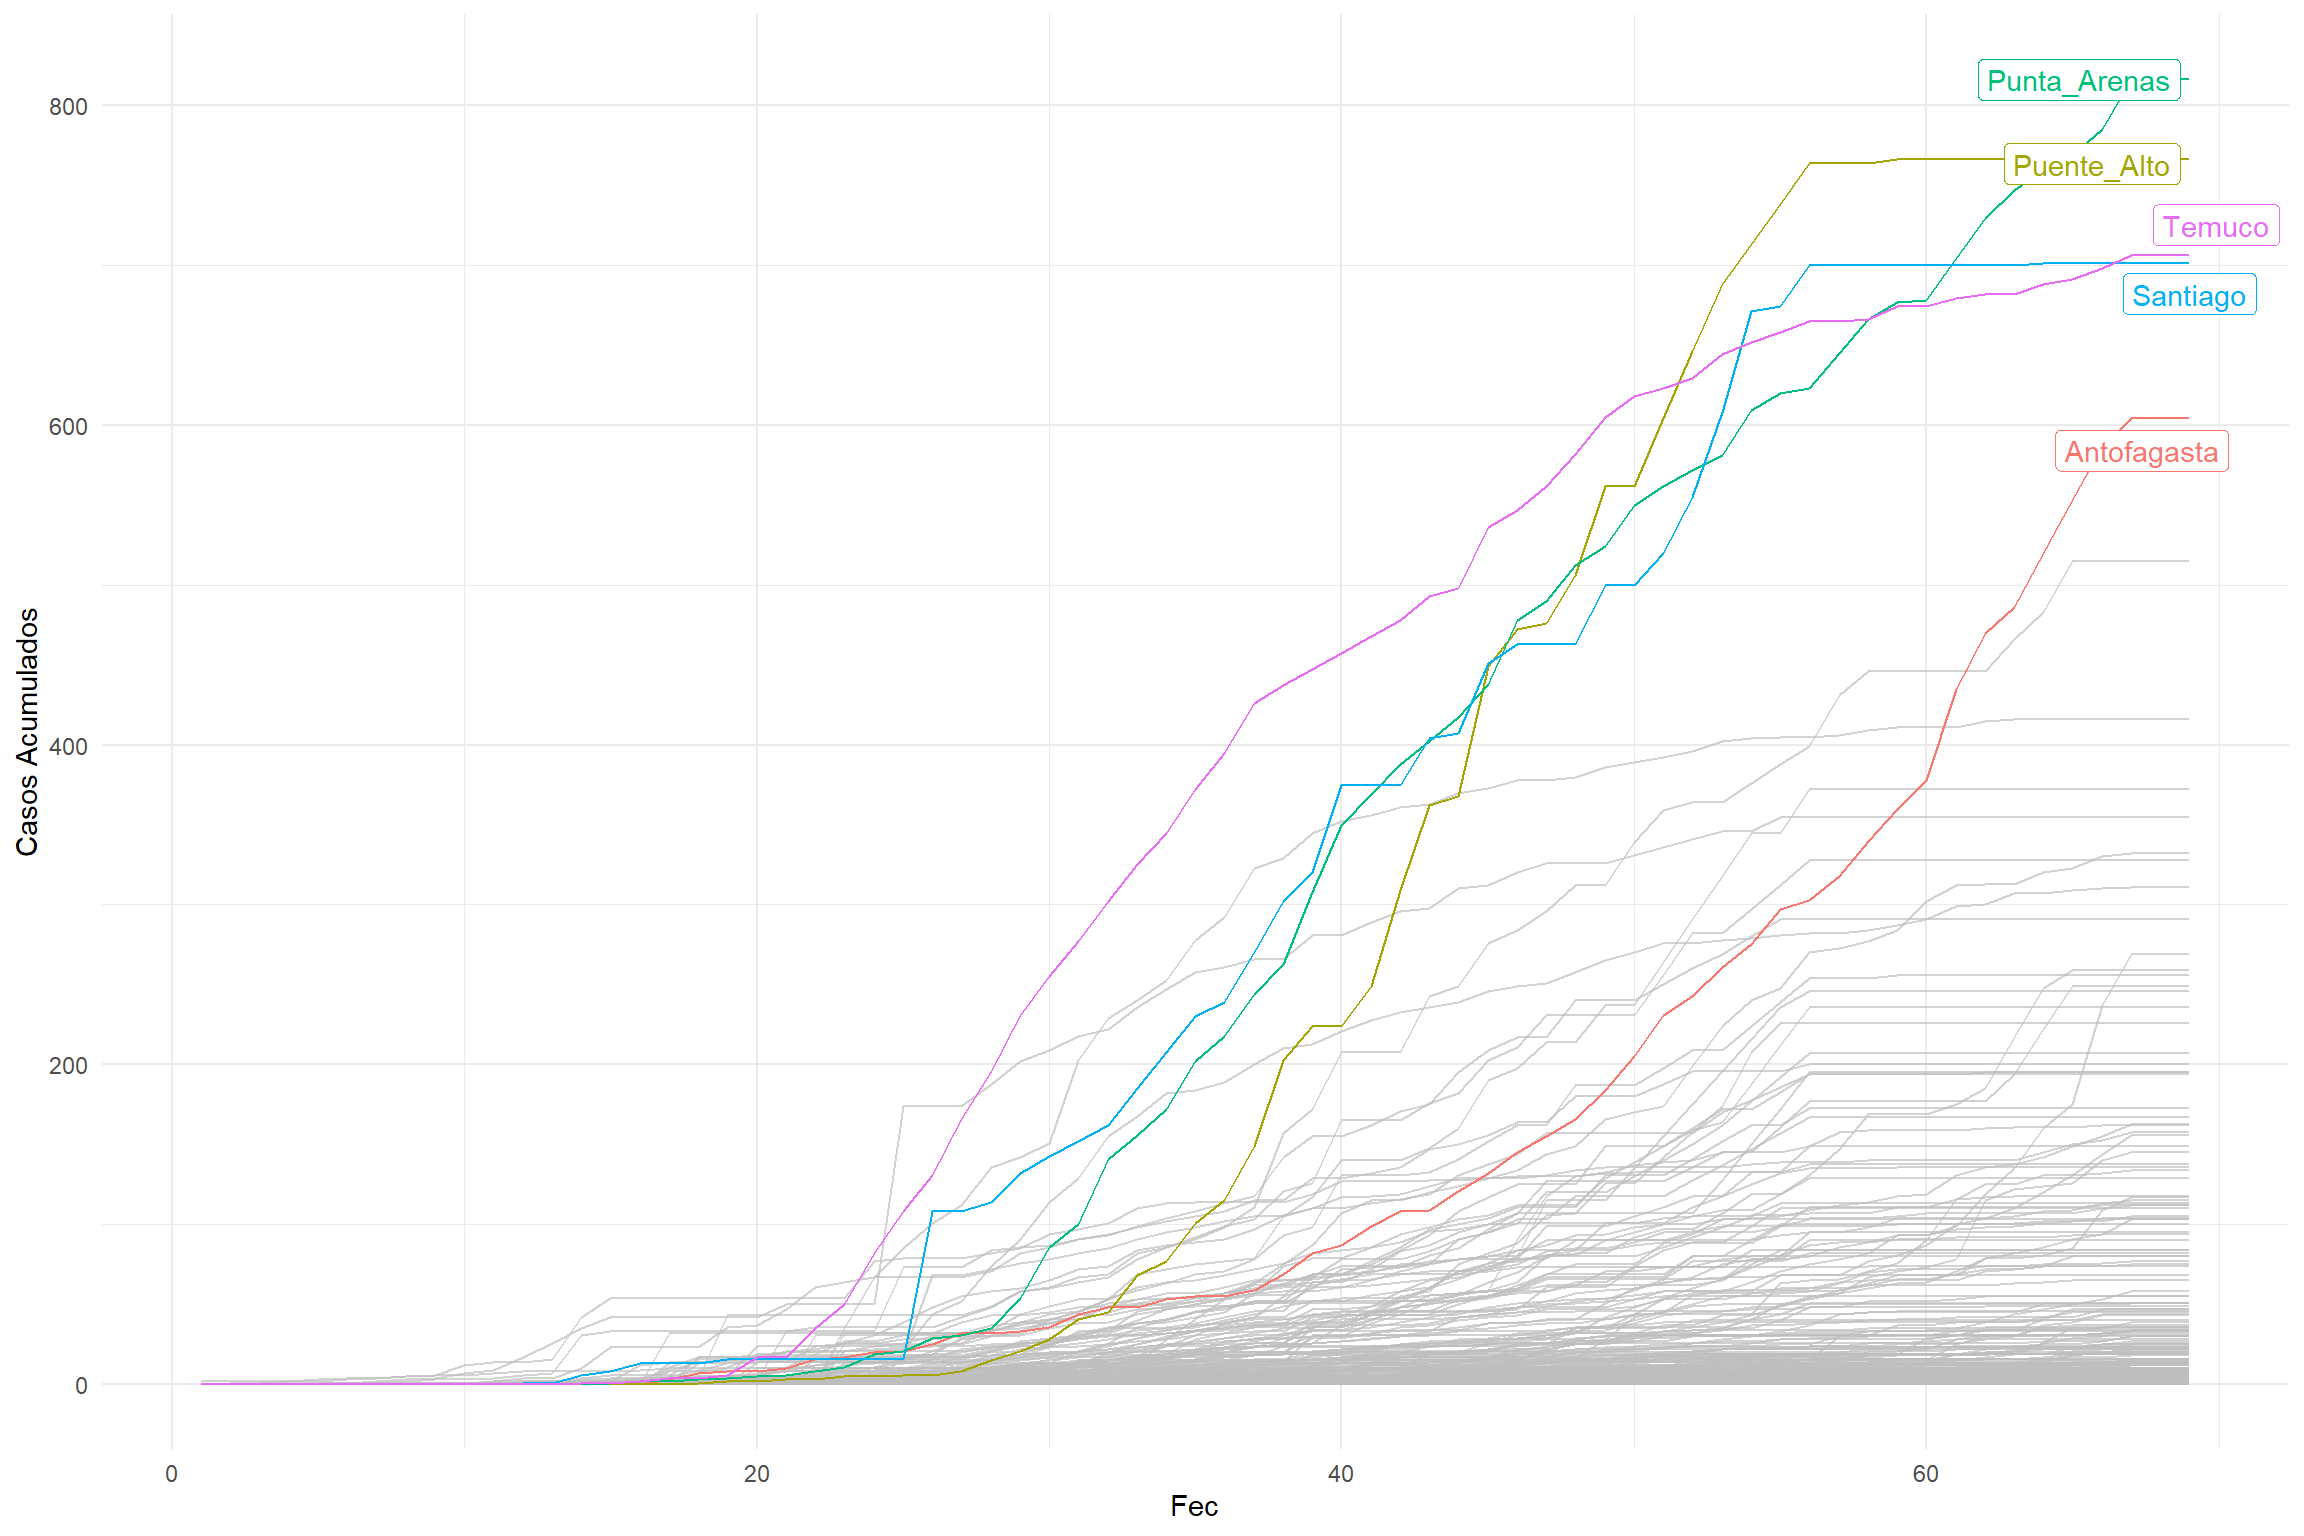 Punta_Arenas
800
Puente_Alto
Temuco
Santiago
600
Antofagasta
Casos Acumulados
400
200
0
0 20 40 60
Fec